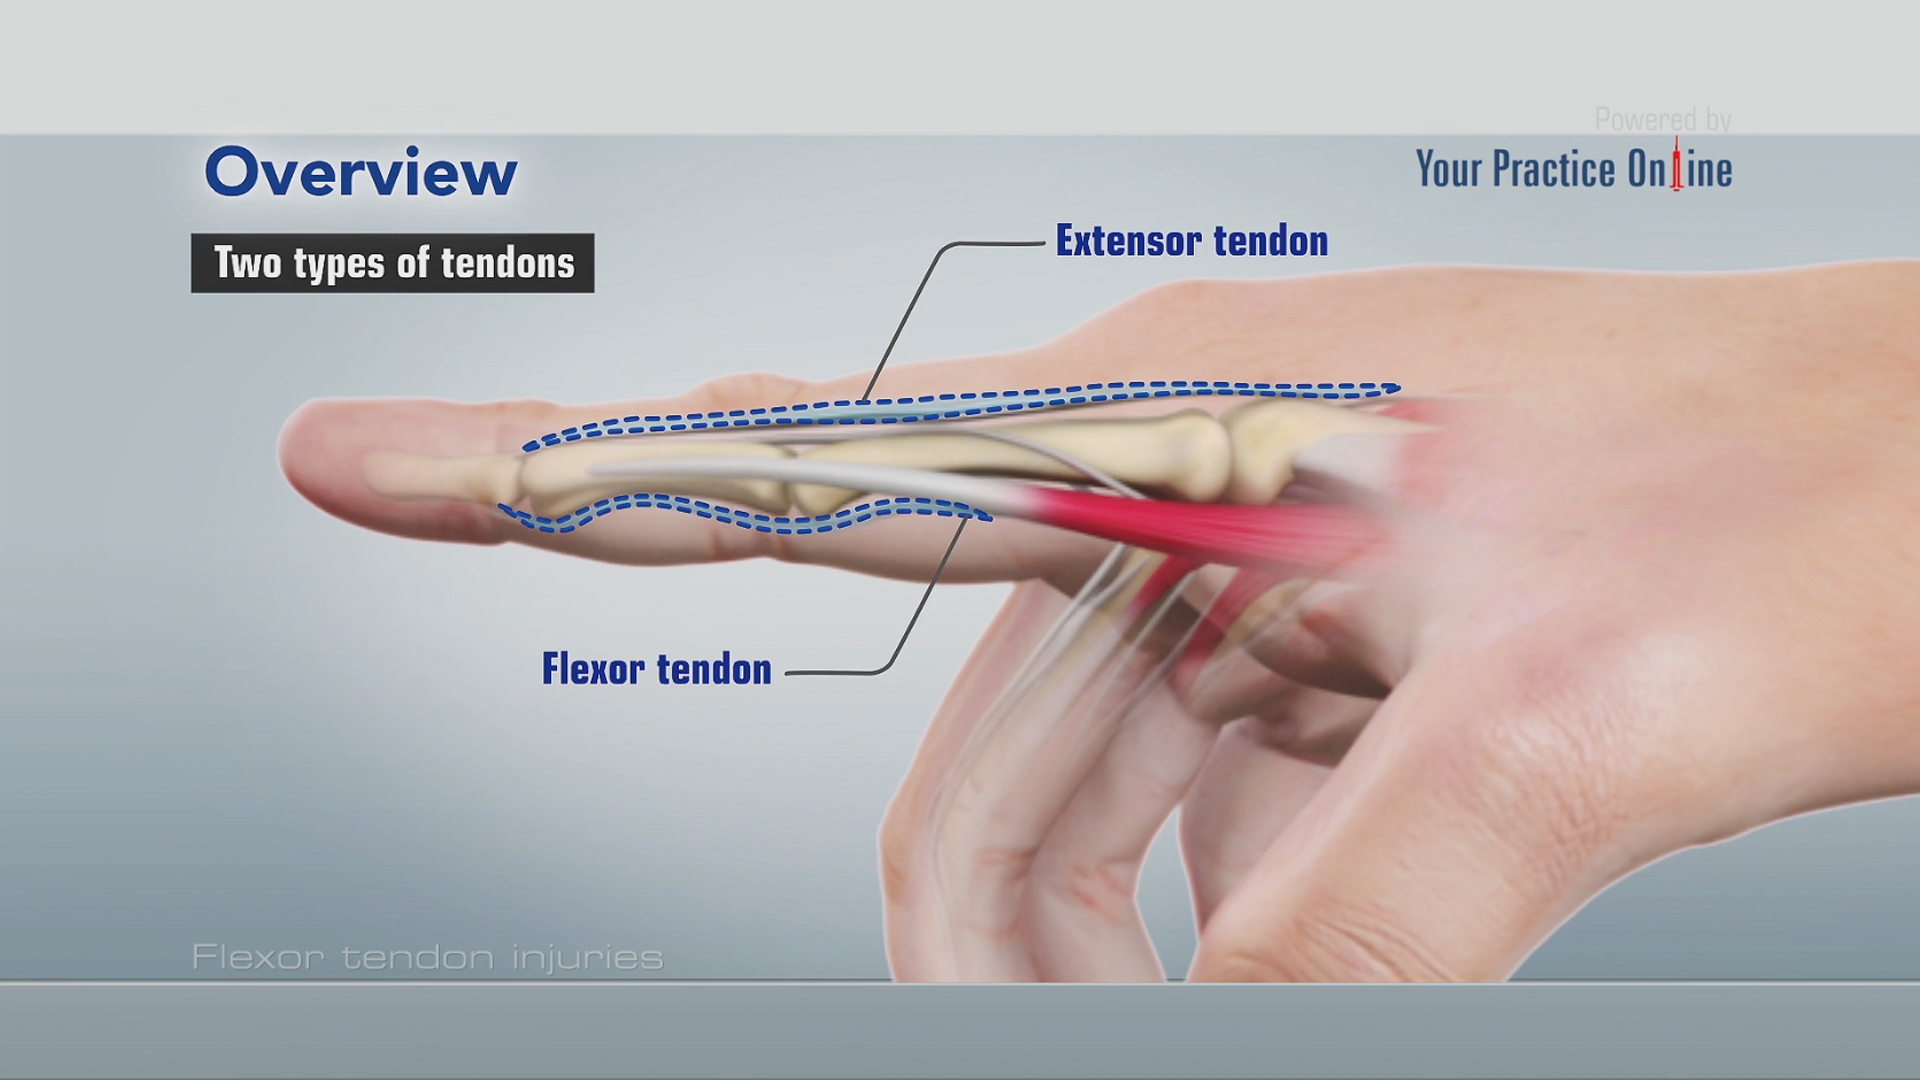 Powered by
Your Practice Online
Overview
Two types of tendons
Extensor tendon
Flexor tendon
Flexor tendon injuries